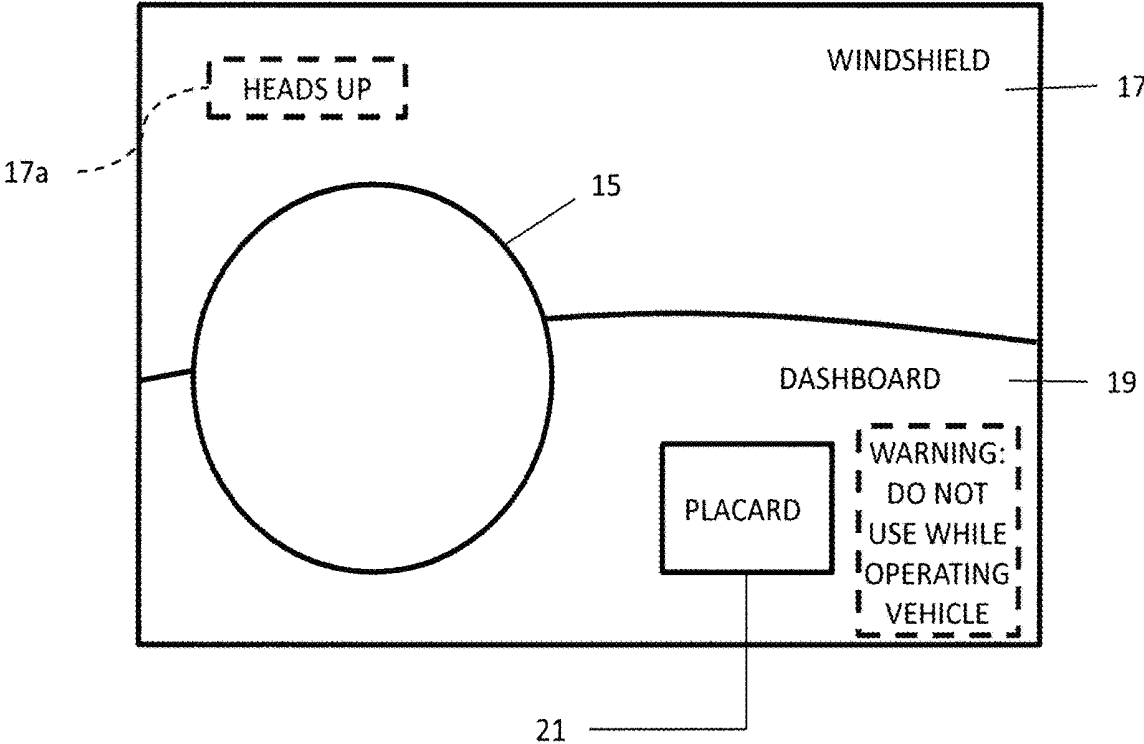 WINDSHIELD
HEADS UP
17
17a
15
DASHBOARD
19
WARNING:
DO NOT
USE WHILE
OPERATING
VEHICLE
PLACARD
21